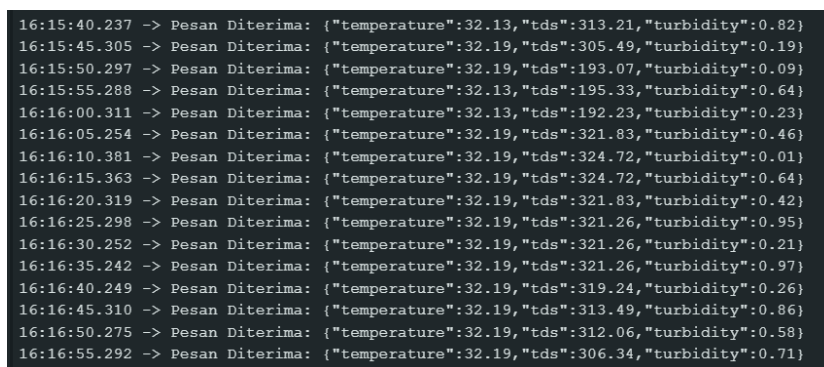 16:15:40.237 -> Pesan Diterima: {"temperature":32.13,"tds":313.21,"turbidity":0.82}
16:15:45.305 -> Pesan Diterima: {"temperature":32.19,"tds":305.49,"turbidity":0.19}
16:15:50.297 -> Pesan Diterima: {"temperature":32.19,"tds":193.07,"turbidity":0.09}
16:15:55.288 -> Pesan Diterima: {"temperature":32.13,"tds":195.33,"turbidity":0.64}
16:16:00.311 -> Pesan Diterima: {"temperature":32.13,"tds":192.23,"turbidity":0.23}
16:16:05.254 -> Pesan Diterima: {"temperature":32.19,"tds":321.83,"turbidity":0.46}
16:16:10.381 -> Pesan Diterima: {"temperature":32.19,"tds":324.72,"turbidity":0.01}
16:16:15.363 -> Pesan Diterima: {"temperature":32.19,"tds":324.72,"turbidity":0.64}
16:16:20.319 -> Pesan Diterima: {"temperature":32.19,"tds":321.83,"turbidity":0.42}
16:16:25.298 -> Pesan Diterima: {"temperature":32.19,"tds":321.26,"turbidity":0.95}
16:16:30.252 -> Pesan Diterima: {"temperature":32.19,"tds":321.26,"turbidity":0.21}
16:16:35.242 -> Pesan Diterima: {"temperature":32.19,"tds":321.26,"turbidity":0.97}
16:16:40.249 -> Pesan Diterima: {"temperature":32.19,"tds":319.24,"turbidity":0.26}
16:16:45.310 -> Pesan Diterima: {"temperature":32.19,"tds":313.49,"turbidity":0.86}
16:16:50.275 -> Pesan Diterima: {"temperature":32.19,"tds":312.06,"turbidity":0.58}
16:16:55.292 -> Pesan Diterima: {"temperature":32.19,"tds":306.34,"turbidity":0.71}